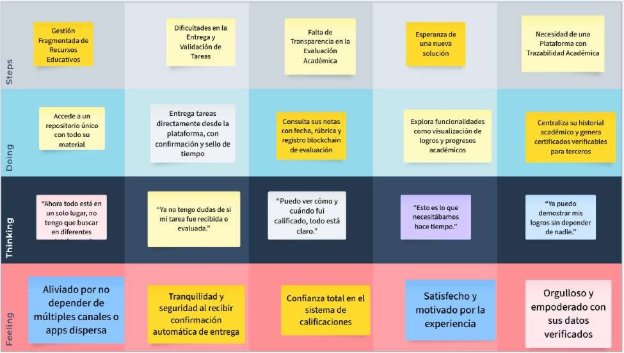 Steps
Gestión
Fragmentada de
Recursos
Educativos
Dificultades en la
Entrega y
Validación de
Tareas
Falta de
Transparencia en la
Evaluación
Académica
Esperanza de
una nueva
solución
Necesidad de una
Plataforma con
Trazabilidad Académica
Doing
Accede a un
repositorio único
con todo su
material
Entrega tareas
directamente desde la
plataforma, con
confirmación y sello de
tiempo
Consulta sus notas
con fecha, rúbrica y
registro blockchain
de evaluación
Explora funcionalidades
como visualización de
logros y progresos
académicos
Centraliza su historial
académico y genera
certificados verificables
para terceros
Thinking
"Ahora todo está en
un solo lugar, no
tengo que buscar
en diferentes
"Ya no tengo dudas de si
mi tarea fue recibida o
evaluada."
"Puedo ver cómo y
cuándo fui
calificado, todo está
claro."
"Esto es lo que
necesitábamos
hace tiempo."
"Ya puedo
demostrar mis
logros sin depender
de nadie."
Feeling
Aliviado por no
depender de
múltiples canales o
apps dispersa
Tranquilidad y
seguridad al recibir
confirmación
automática de entrega
Confianza total en el
sistema de
calificaciones
Satisfecho y
motivado por la
experiencia
Orgulloso y
empoderado con
sus datos
verificados